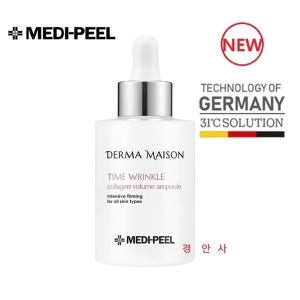 MEDI-PEEL
NEW
TECHNOLOGY OF
GERMANY
31℃ SOLUTION
DERMA MAISON
TIME WRINKLE
collagen volume ampoule
Intensive firming
for all skin types
MEDI-PEEL
경 안 사